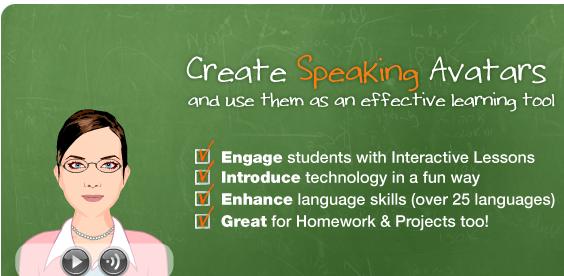 Create Speaking Avatars
and use them as an effective learning tool
Engage students with Interactive Lessons
Introduce technology in a fun way
Enhance language skills (over 25 languages)
Great for Homework & Projects too!